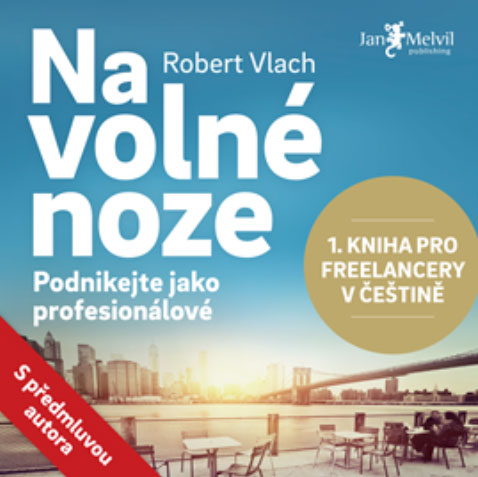 Na
volné
noze
Robert Vlach
Jan Melvil
publishing
Podnikejte jako
profesionálové
1. KNIHA PRO
FREELANCERY
V ČEŠTINĚ
S předmluvou
autora